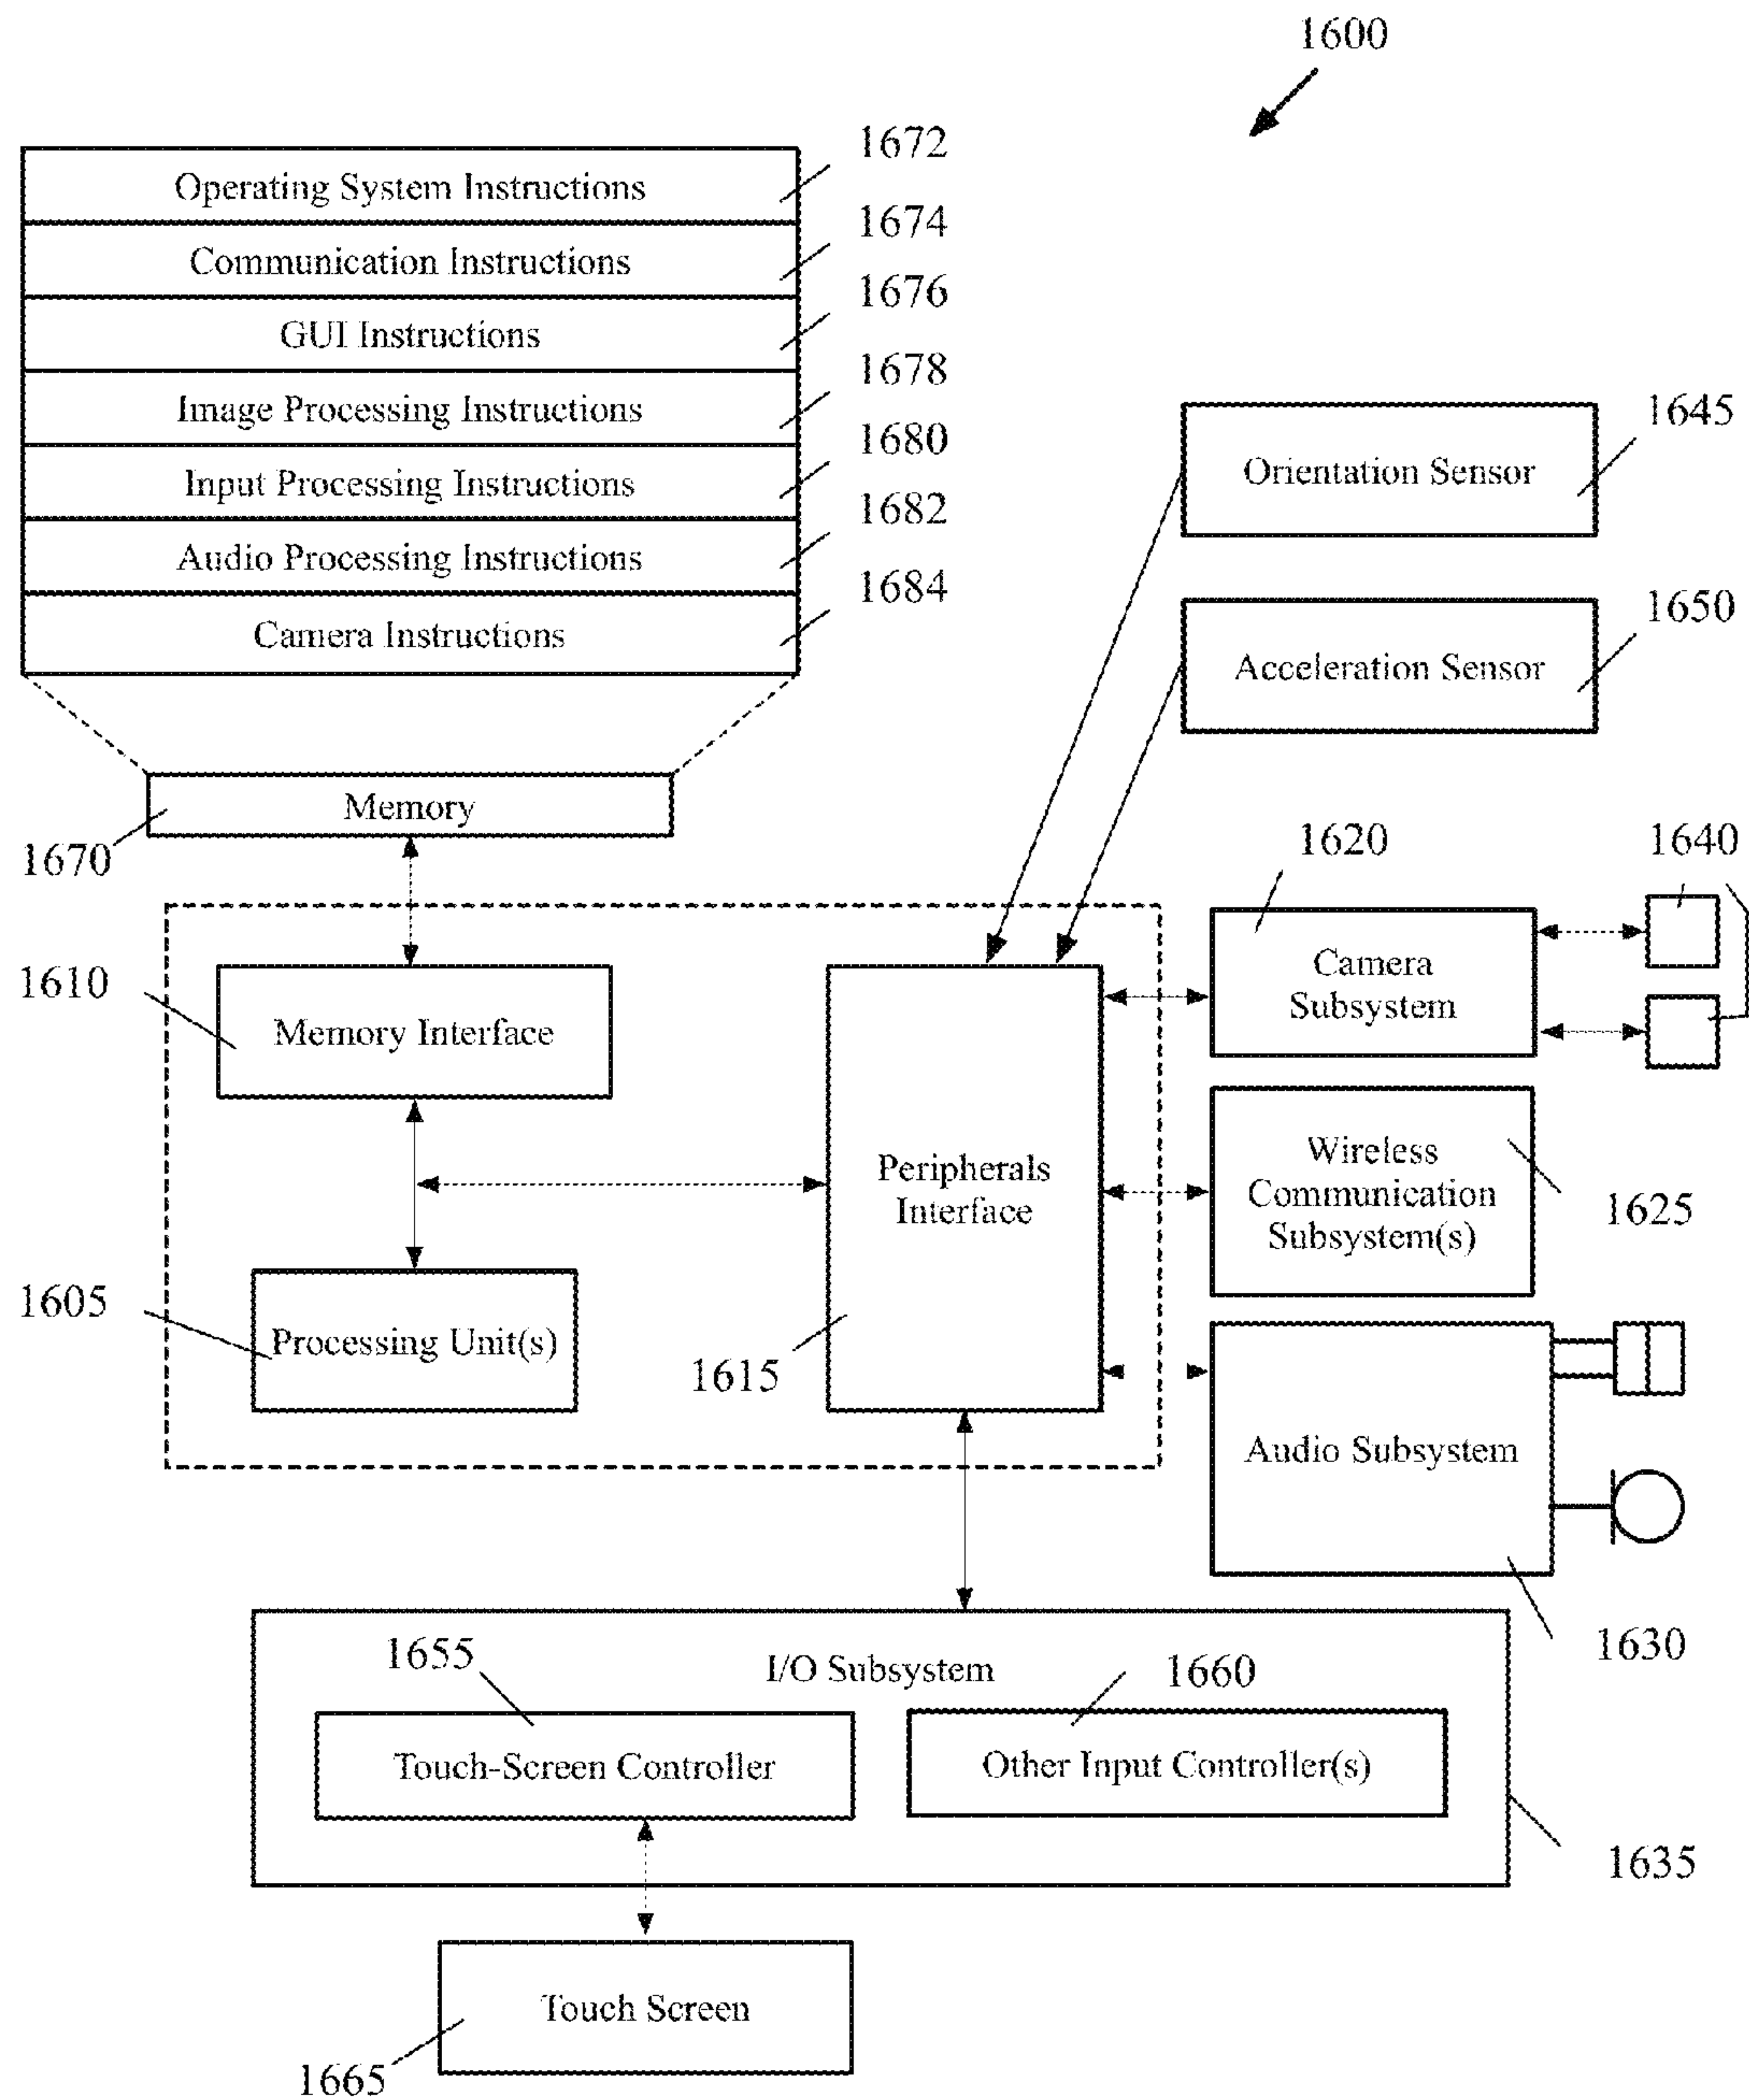 1600
1672
Operating System Instructions
1674
Communication Instructions
1676
GUI Instructions
1678
Image Processing Instructions
1680
Input Processing Instructions
1682
Audio Processing Instructions
1684
Camera Instructions
1645
Orientation Sensor
1650
Acceleration Sensor
Memory
1670
1620
1640
Camera
Subsystem
1610
Memory Interface
Peripherals
Interface
Wireless
Communication
Subsystem(s)
1625
1605
Processing Unit(s)
1615
Audio Subsystem
1630
1655
I/O Subsystem
1660
Touch-Screen Controller
Other Input Controller(s)
1635
Touch Screen
1665